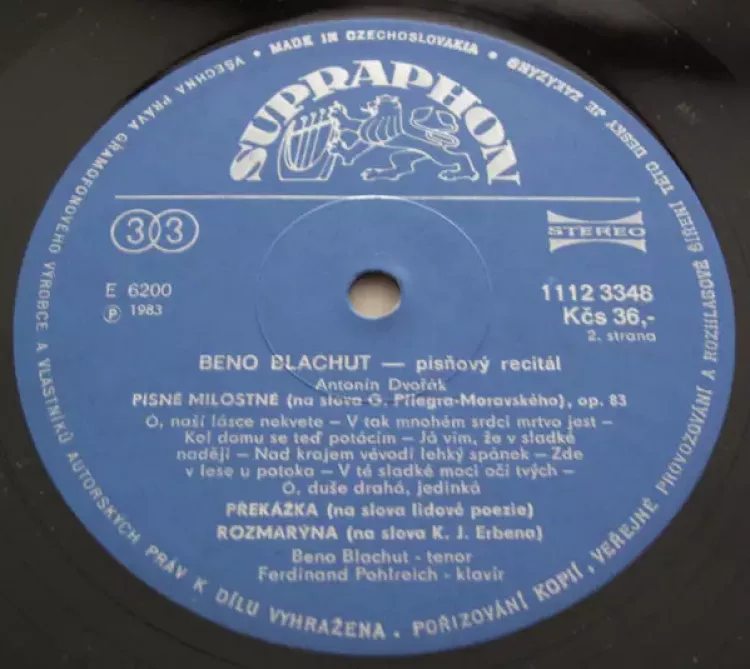 VŠECHNA PRÁVA GRAMOFONOVÉHO VÝROBCE A VLASTNÍKŮ AUTORSKÝCH PRÁV K DÍLU VYHRAŽENA. POŘIZOVÁNÍ KOPIÍ, VEŘEJNÉ PROVOZOVÁNÍ A ROZHLASOVÉ ŠÍŘENÍ TÉTO DESKY JE ZAKÁZÁNO • MADE IN CZECHOSLOVAKIA •
SUPRAPHON
33
STEREO
E 6200
℗ 1983
1112 3348
Kčs 36,-
2. strana
BENO BLACHUT — písňový recitál
Antonín Dvořák
PÍSNĚ MILOSTNÉ (na slova G. Pflegra-Moravského), op. 83
Ó, naší lásce nekvete – V tak mnohém srdci mrtvo jest –
Kol domu se teď potácím – Já vím, že v sladké
naději – Nad krajem vévodí lehký spánek – Zde
v lese u potoka – V té sladké moci očí tvých –
Ó, duše drahá, jedinká
PŘEKÁŽKA (na slova lidové poezie)
ROZMARÝNA (na slova K. J. Erbena)
Beno Blachut - tenor
Ferdinand Pohlreich - klavír